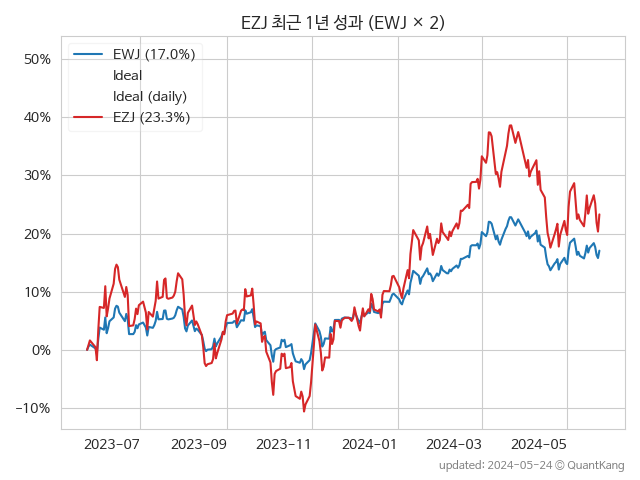 EZJ 최근 1년 성과 (EWJ × 2)
EWJ (17.0%)
Ideal
Ideal (daily)
EZJ (23.3%)
50%
40%
30%
20%
10%
0%
−10%
2023-07
2023-09
2023-11
2024-01
2024-03
2024-05
updated: 2024-05-24 © QuantKang